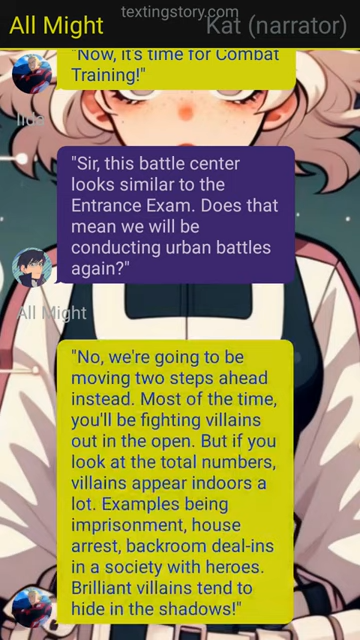 textingstory.com
All Might
Kat (narrator)
"Now, it's time for Combat
Training!"
Iida
"Sir, this battle center
looks similar to the
Entrance Exam. Does that
mean we will be
conducting urban battles
again?"
All Might
"No, we're going to be
moving two steps ahead
instead. Most of the time,
you'll be fighting villains
out in the open. But if you
look at the total numbers,
villains appear indoors a
lot. Examples being
imprisonment, house
arrest, backroom deal-ins
in a society with heroes.
Brilliant villains tend to
hide in the shadows!"